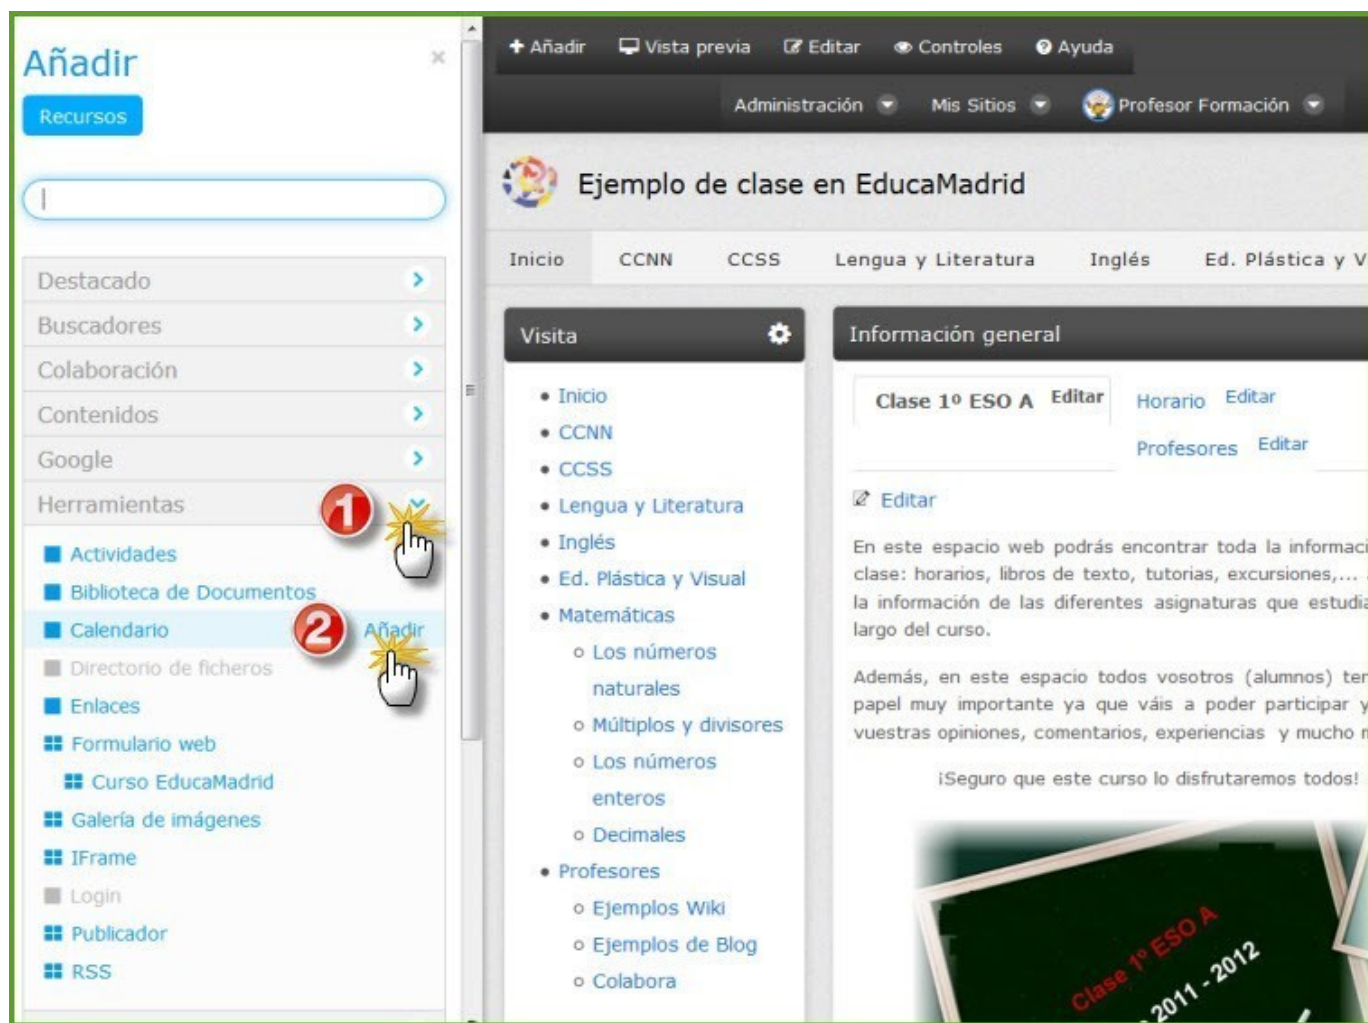 Añadir
Recursos
Destacado
Buscadores
Colaboración
Contenidos
Google
Herramientas
1
Actividades
Biblioteca de Documentos
Calendario
2
Añadir
Directorio de ficheros
Enlaces
Formulario web
Curso EducaMadrid
Galería de imágenes
IFrame
Login
Publicador
RSS
Añadir Vista previa Editar Controles Ayuda
Administración Mis Sitios Profesor Formación
Ejemplo de clase en EducaMadrid
Inicio CCNN CCSS Lengua y Literatura Inglés Ed. Plástica y V
Visita
Inicio
CCNN
CCSS
Lengua y Literatura
Inglés
Ed. Plástica y Visual
Matemáticas
Los números
naturales
Múltiplos y divisores
Los números
enteros
Decimales
Profesores
Ejemplos Wiki
Ejemplos de Blog
Colabora
Información general
Clase 1º ESO A Editar Horario Editar
Profesores Editar
Editar
En este espacio web podrás encontrar toda la informaci
clase: horarios, libros de texto, tutorias, excursiones,...
la información de las diferentes asignaturas que estudia
largo del curso.
Además, en este espacio todos vosotros (alumnos) ten
papel muy importante ya que váis a poder participar y
vuestras opiniones, comentarios, experiencias y mucho m
¡Seguro que este curso lo disfrutaremos todos!
Clase 1º ESO A
2011 - 2012